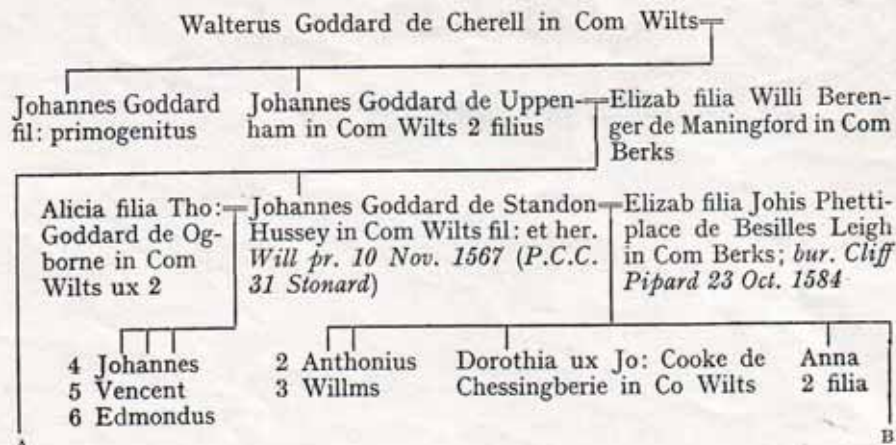 Walterus Goddard de Cherell in Com Wilts
Johannes Goddard
fil: primogenitus
Johannes Goddard de Uppen-
ham in Com Wilts 2 filius
Elizab filia Willi Beren-
ger de Maningford in Com
Berks
Alicia filia Tho:
Goddard de Og-
borne in Com
Wilts ux 2
Johannes Goddard de Standon
Hussey in Com Wilts fil: et her.
Will pr. 10 Nov. 1567 (P.C.C.
31 Stonard)
Elizab filia Johis Phetti-
place de Besilles Leigh
in Com Berks; bur. Cliff
Pipard 23 Oct. 1584
4 Johannes
5 Vencent
6 Edmondus
2 Anthonius
3 Willms
Dorothia ux Jo: Cooke de
Chessingberie in Co Wilts
Anna
2 filia
A
B